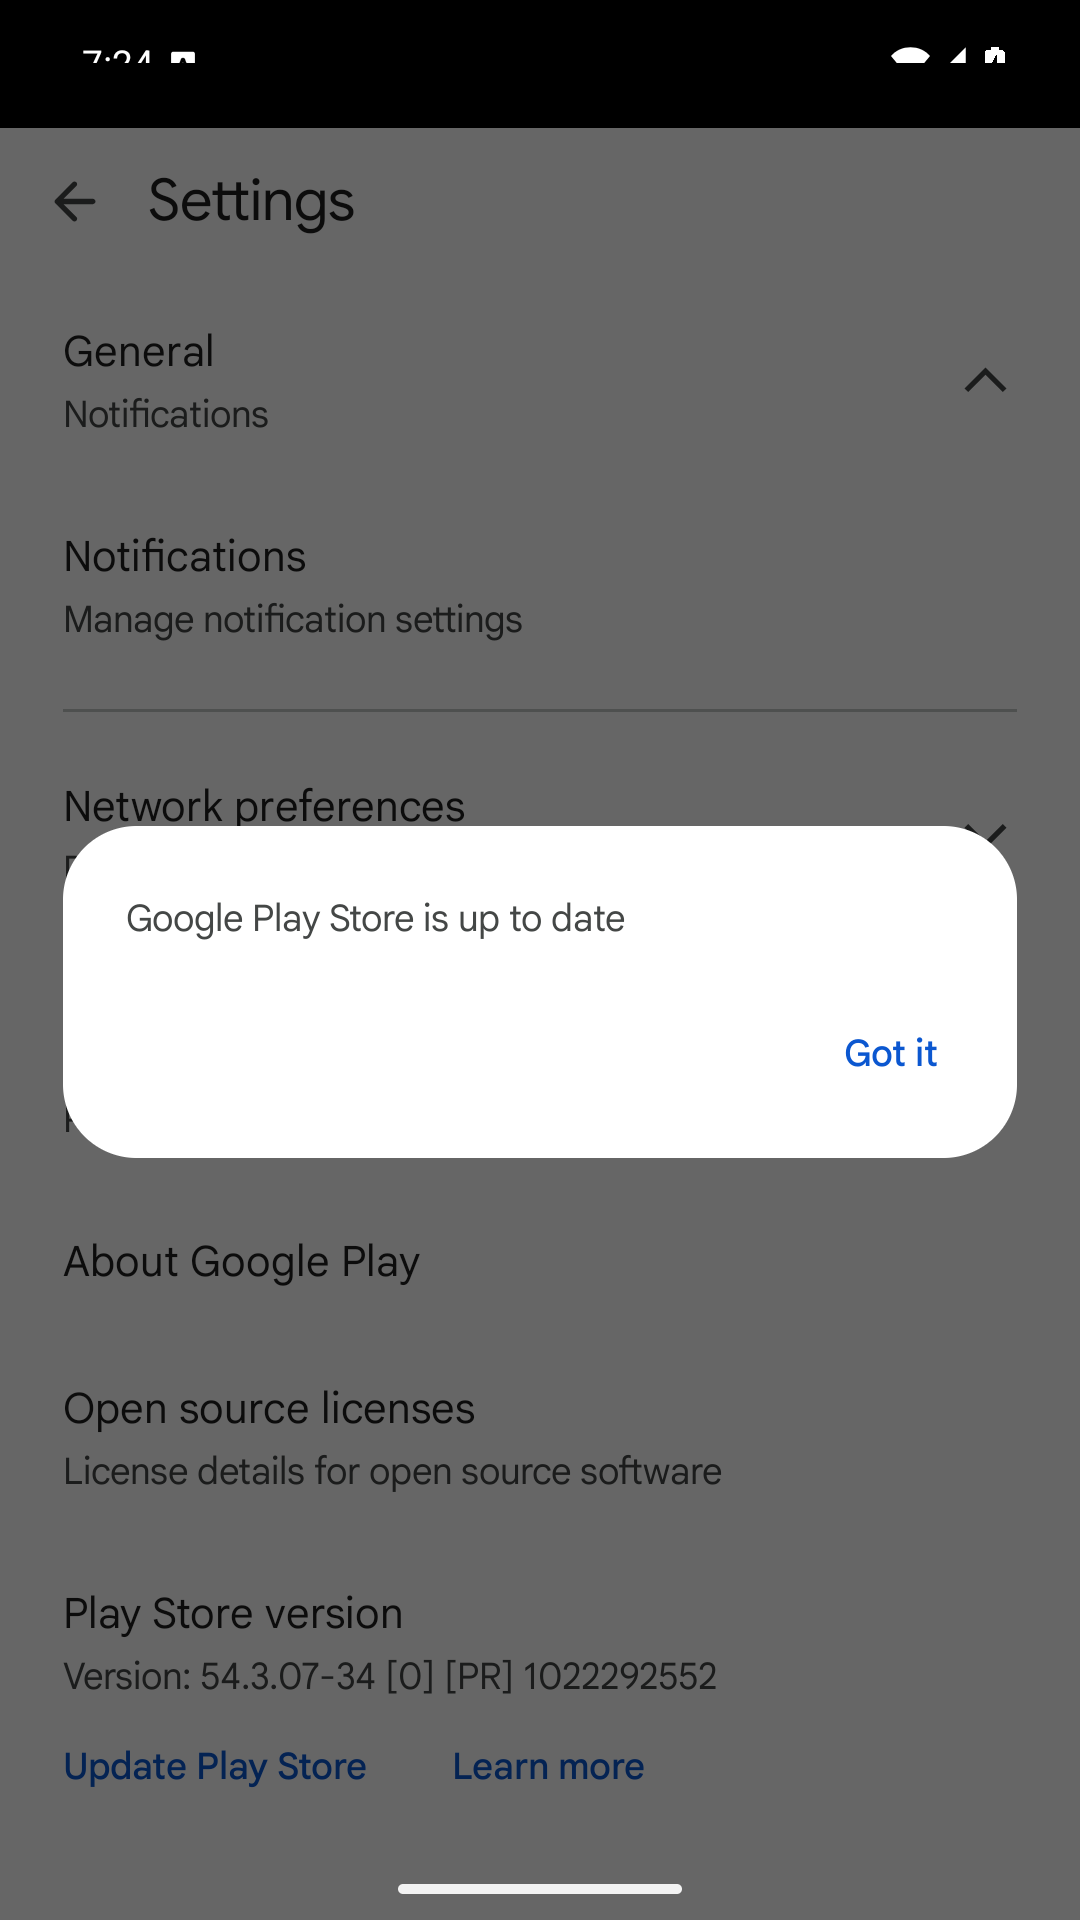 7:24
Settings
General
Notifications
Notifications
Manage notification settings
Network preferences
Google Play Store is up to date
Got it
About Google Play
Open source licenses
License details for open source software
Play Store version
Version: 54.3.07-34 [0] [PR] 1022292552
Update Play Store
Learn more